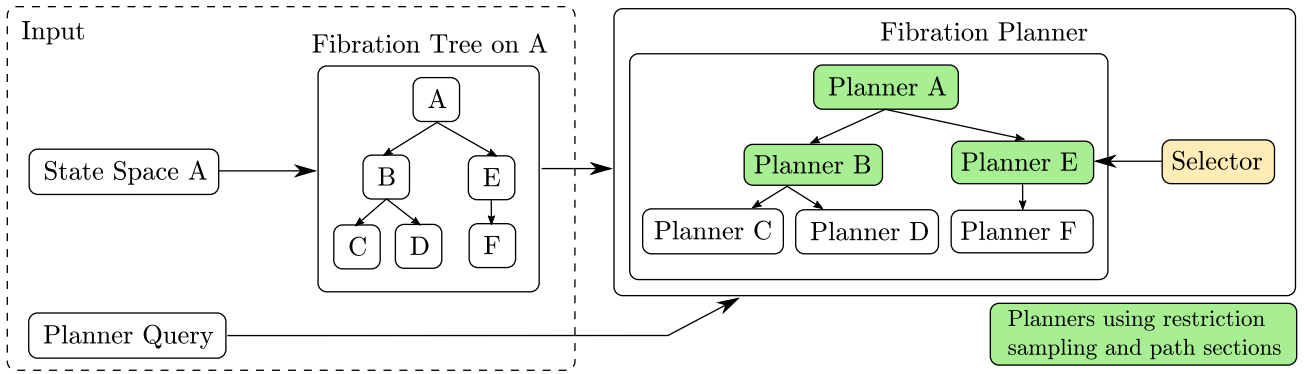 Input
Fibration Tree on A
A
B
E
C
D
F
State Space A
Planner Query
Fibration Planner
Planner A
Planner B
Planner E
Selector
Planner C
Planner D
Planner F
Planners using restriction
sampling and path sections